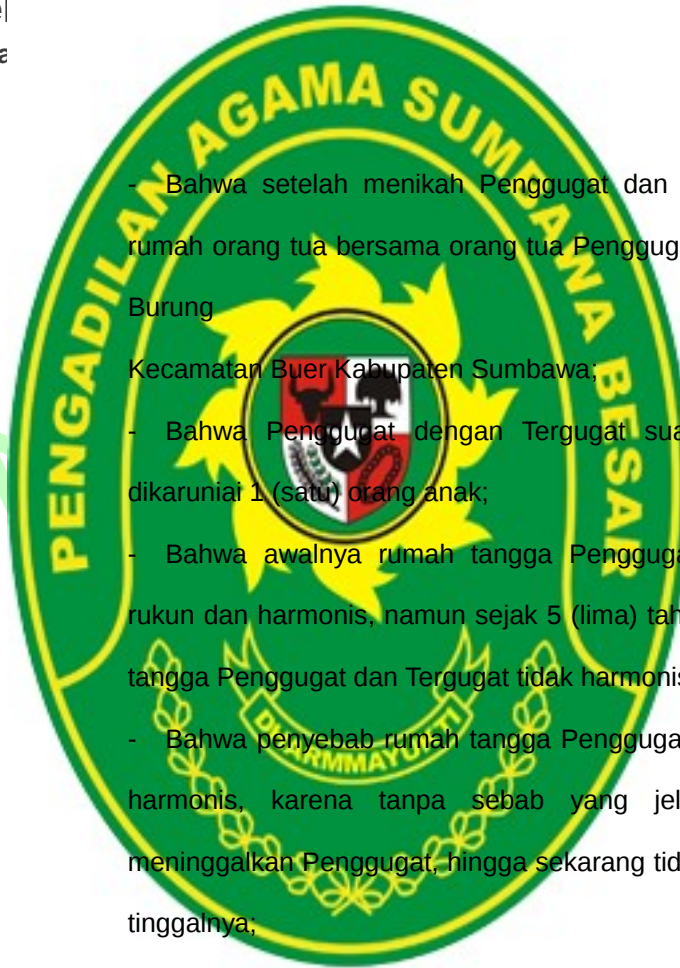 PENGADILAN AGAMA SUMBAWA BESAR
- Bahwa setelah menikah Penggugat dan
rumah orang tua bersama orang tua Penggug
Burung
Kecamatan Buer Kabupaten Sumbawa;
- Bahwa Penggugat dengan Tergugat sua
dikaruniai 1 (satu) orang anak;
- Bahwa awalnya rumah tangga Pengguga
rukun dan harmonis, namun sejak 5 (lima) tah
tangga Penggugat dan Tergugat tidak harmonis
- Bahwa penyebab rumah tangga Pengguga
harmonis, karena tanpa sebab yang jel
meninggalkan Penggugat, hingga sekarang tid
tinggalnya;